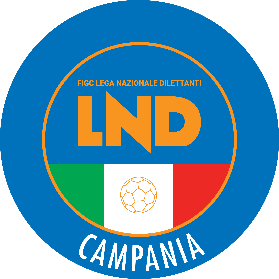 FIGC LEGA NAZIONALE DILETTANTI
LND
CAMPANIA